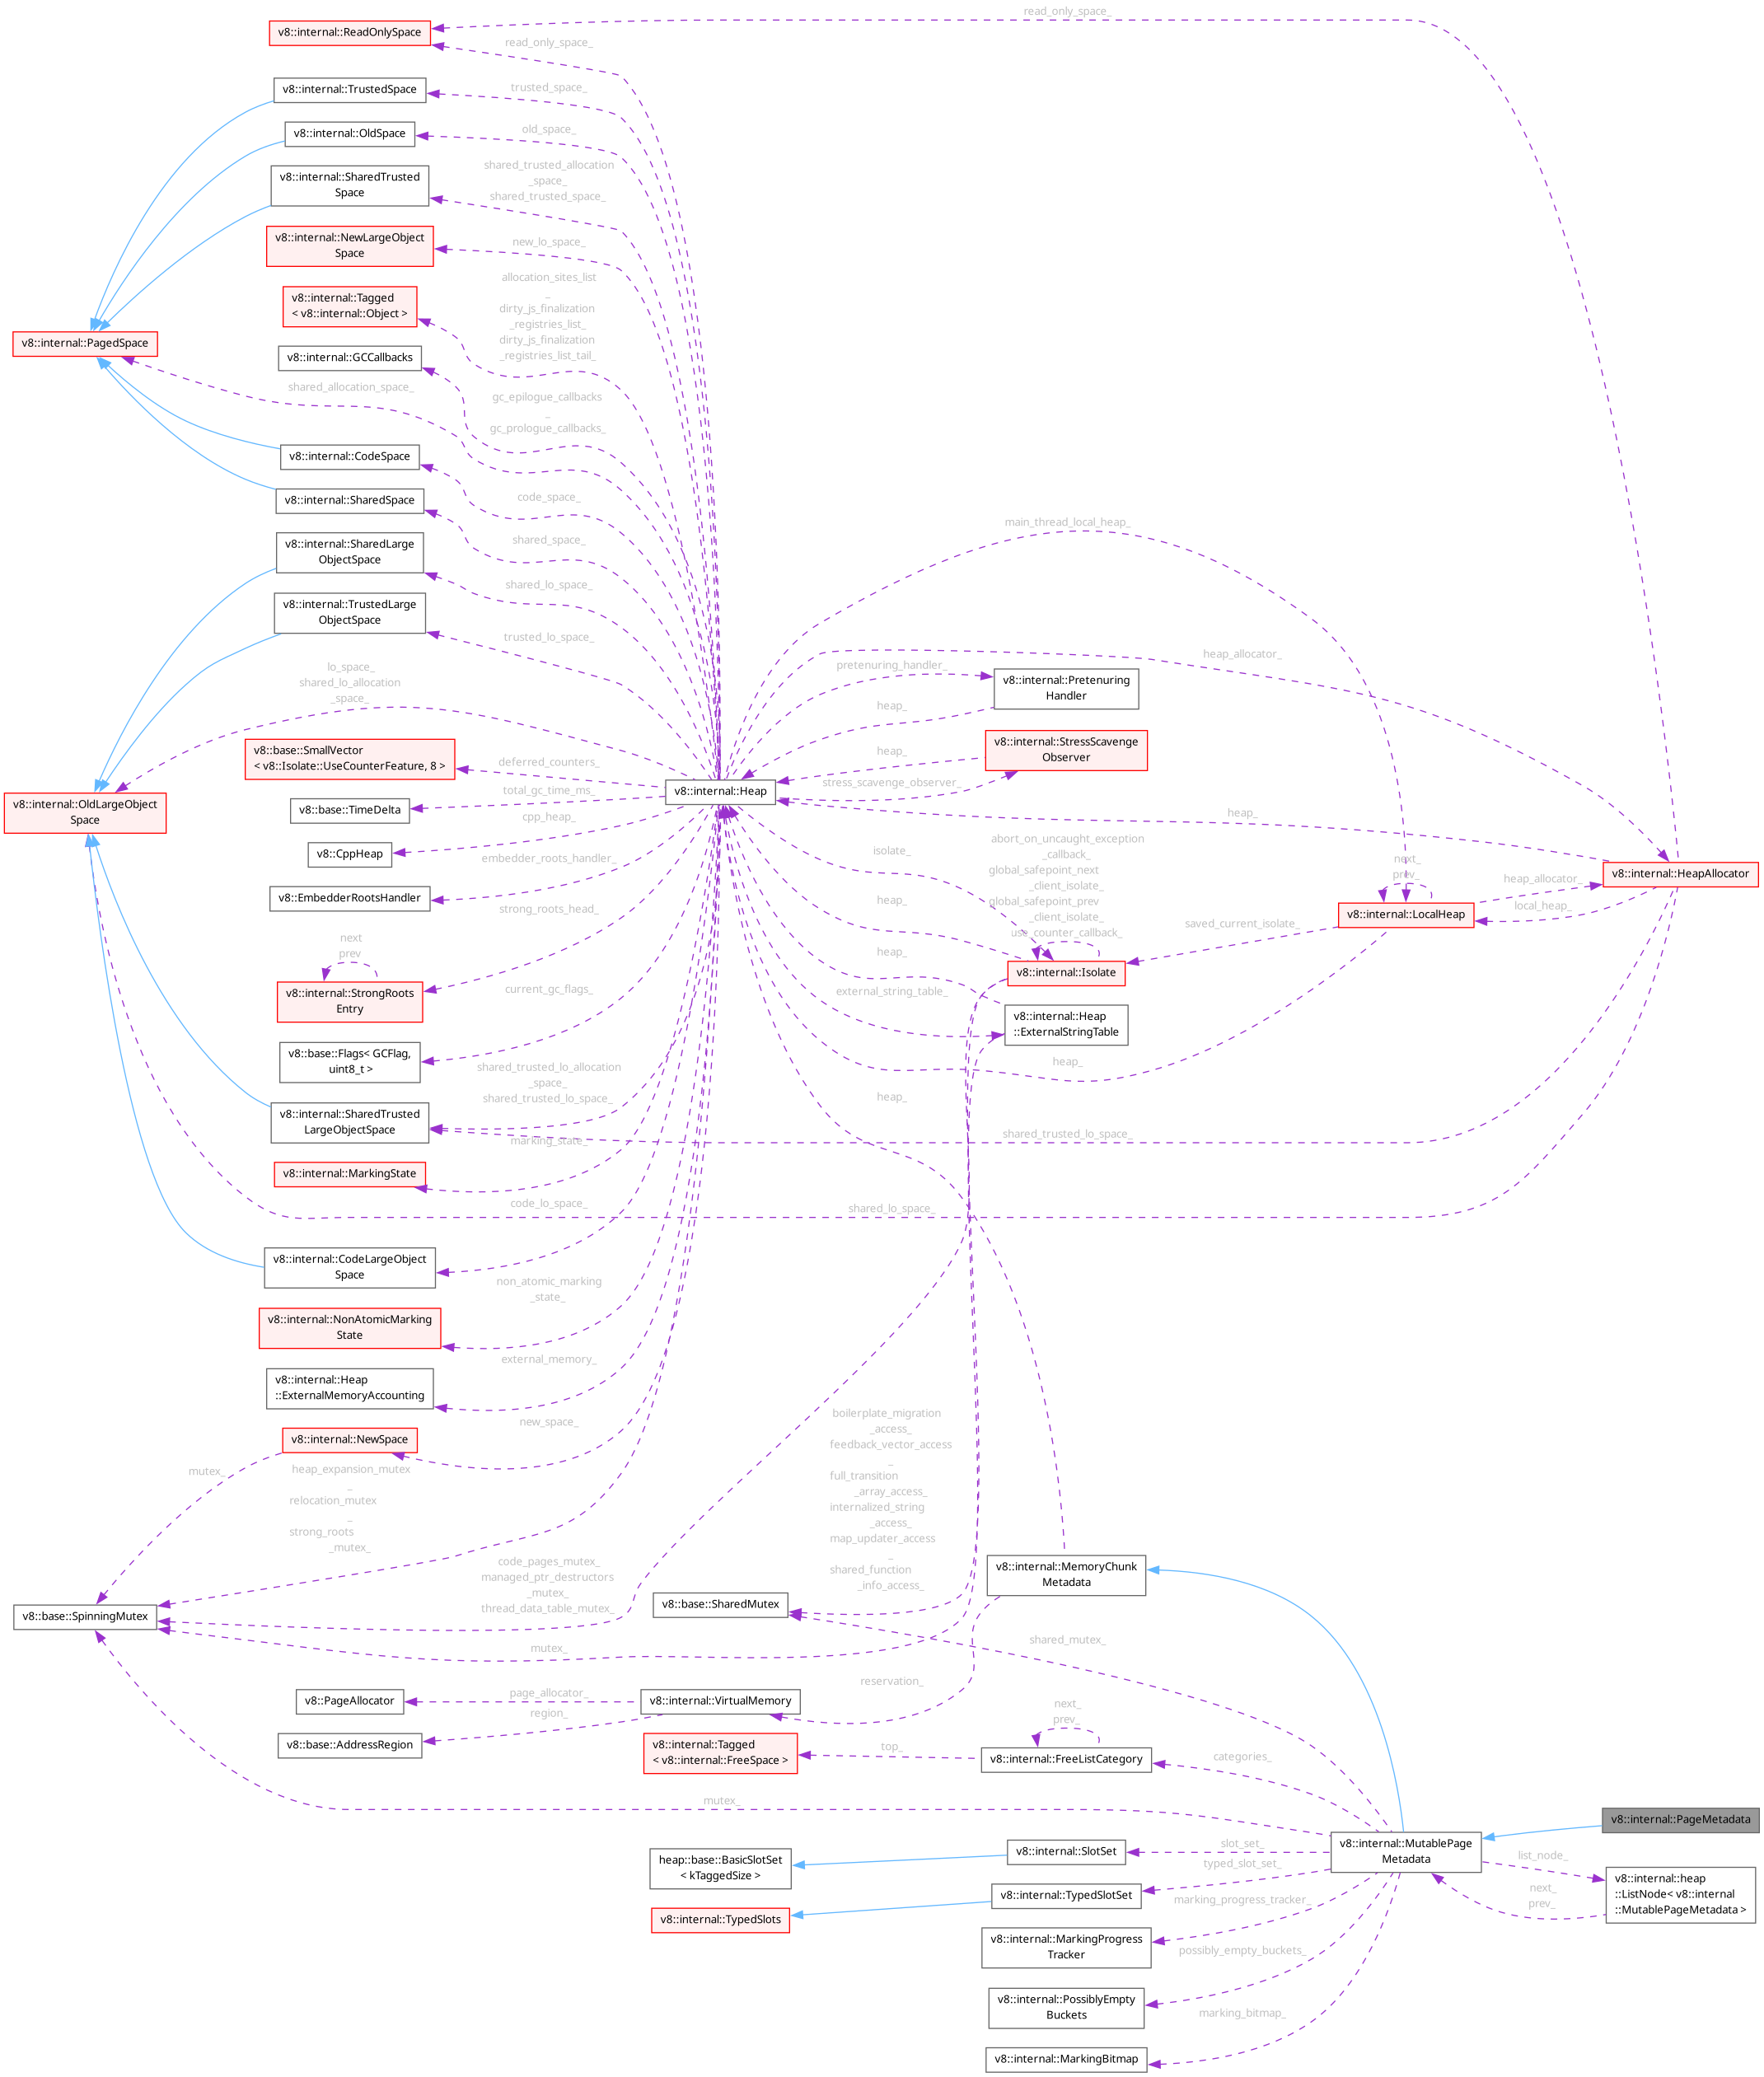 read_only_space_
v8::internal::ReadOnlySpace
read_only_space_
v8::internal::TrustedSpace
trusted_space_
v8::internal::OldSpace
old_space_
v8::internal::SharedTrusted
Space
shared_trusted_allocation
_space_
shared_trusted_space_
v8::internal::NewLargeObject
Space
new_lo_space_
v8::internal::Tagged
< v8::internal::Object >
allocation_sites_list
_
dirty_js_finalization
_registries_list_
dirty_js_finalization
_registries_list_tail_
v8::internal::PagedSpace
v8::internal::GCCallbacks
shared_allocation_space_
gc_epilogue_callbacks
_
gc_prologue_callbacks_
v8::internal::CodeSpace
code_space_
v8::internal::SharedSpace
shared_space_
main_thread_local_heap_
v8::internal::SharedLarge
ObjectSpace
shared_lo_space_
v8::internal::TrustedLarge
ObjectSpace
trusted_lo_space_
lo_space_
shared_lo_allocation
_space_
heap_allocator_
pretenuring_handler_
v8::internal::Pretenuring
Handler
heap_
v8::base::SmallVector
< v8::Isolate::UseCounterFeature, 8 >
deferred_counters_
v8::internal::StressScavenge
Observer
heap_
stress_scavenge_observer_
v8::internal::OldLargeObject
Space
v8::base::TimeDelta
total_gc_time_ms_
v8::internal::Heap
heap_
v8::CppHeap
cpp_heap_
v8::internal::HeapAllocator
v8::EmbedderRootsHandler
embedder_roots_handler_
isolate_
abort_on_uncaught_exception
_callback_
global_safepoint_next
_client_isolate_
global_safepoint_prev
_client_isolate_
use_counter_callback_
next_
prev_
v8::internal::LocalHeap
heap_allocator_
local_heap_
strong_roots_head_
heap_
saved_current_isolate_
next
prev
v8::internal::StrongRoots
Entry
v8::internal::Isolate
heap_
current_gc_flags_
external_string_table_
v8::internal::Heap
::ExternalStringTable
v8::base::Flags< GCFlag,
uint8_t >
heap_
shared_trusted_lo_allocation
_space_
shared_trusted_lo_space_
heap_
v8::internal::SharedTrusted
LargeObjectSpace
shared_trusted_lo_space_
v8::internal::MarkingState
marking_state_
code_lo_space_
shared_lo_space_
v8::internal::CodeLargeObject
Space
v8::internal::NonAtomicMarking
State
non_atomic_marking
_state_
v8::internal::Heap
::ExternalMemoryAccounting
external_memory_
v8::internal::NewSpace
new_space_
mutex_
heap_expansion_mutex
_
relocation_mutex
_
strong_roots
_mutex_
boilerplate_migration
_access_
feedback_vector_access
_
full_transition
_array_access_
internalized_string
_access_
map_updater_access
_
shared_function
_info_access_
code_pages_mutex_
managed_ptr_destructors
_mutex_
thread_data_table_mutex_
v8::internal::MemoryChunk
Metadata
v8::base::SpinningMutex
v8::base::SharedMutex
mutex_
shared_mutex_
reservation_
v8::PageAllocator
page_allocator_
v8::internal::VirtualMemory
region_
v8::base::AddressRegion
next_
prev_
v8::internal::Tagged
< v8::internal::FreeSpace >
top_
v8::internal::FreeListCategory
categories_
mutex_
v8::internal::PageMetadata
v8::internal::MutablePage
Metadata
heap::base::BasicSlotSet
< kTaggedSize >
v8::internal::SlotSet
slot_set_
typed_slot_set_
list_node_
v8::internal::heap
::ListNode< v8::internal
::MutablePageMetadata >
next_
prev_
v8::internal::TypedSlots
v8::internal::TypedSlotSet
marking_progress_tracker_
v8::internal::MarkingProgress
Tracker
possibly_empty_buckets_
v8::internal::PossiblyEmpty
Buckets
marking_bitmap_
v8::internal::MarkingBitmap